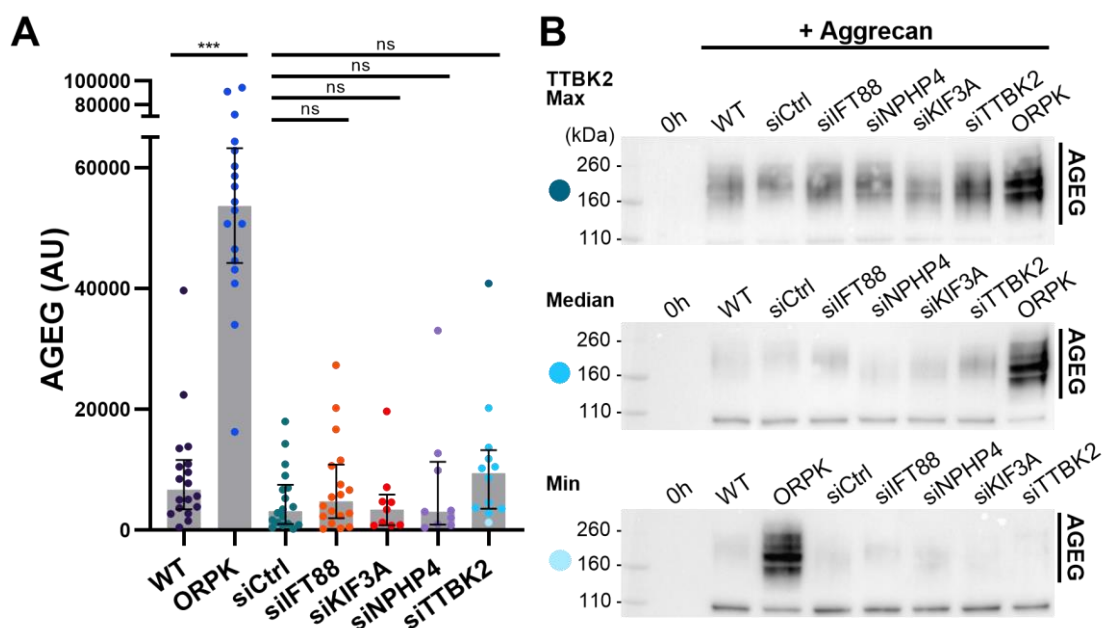 A
ns
***
ns
ns
ns
100000
80000
60000
40000
20000
0
AGEG (AU)
WT
ORPK
siCtrl
siIFT88
siKIF3A
siNPHP4
siTTBK2
B
+ Aggrecan
TTBK2
Max
(kDa)
0h WT siCtrl siIFT88 siNPHP4 siKIF3A siTTBK2 ORPK
260
160
110
AGEG
Median
0h WT siCtrl siIFT88 siNPHP4 siKIF3A siTTBK2 ORPK
260
160
110
AGEG
Min
0h WT ORPK siCtrl siIFT88 siNPHP4 siKIF3A siTTBK2
260
160
110
AGEG